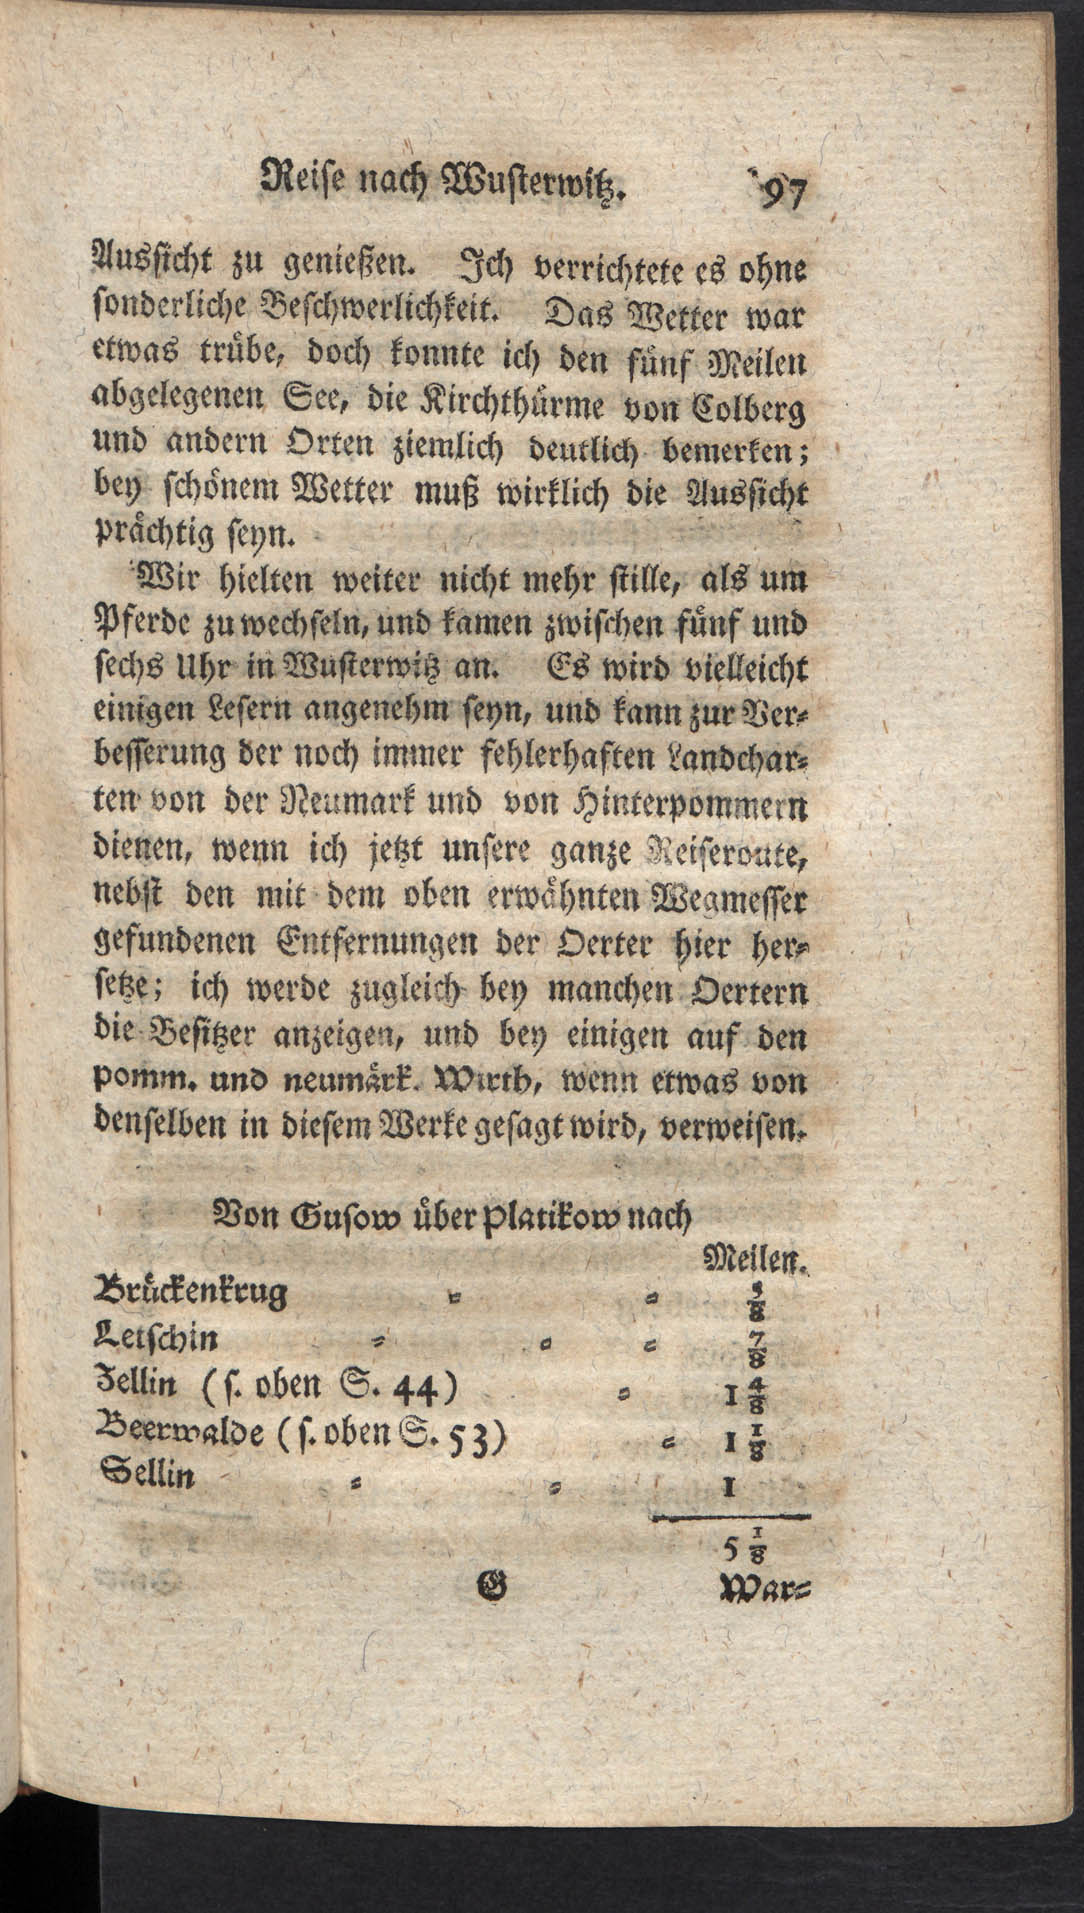 Reise nach Wusterwitz. 97
Aussicht zu genießen. Ich verrichtete es ohne
sonderliche Beschwerlichkeit. Das Wetter war
etwas trübe, doch konnte ich den fünf Meilen
abgelegenen See, die Kirchthürme von Colberg
und andern Orten ziemlich deutlich bemerken;
bey schönem Wetter muß wirklich die Aussicht
prächtig seyn.
Wir hielten weiter nicht mehr stille, als um
Pferde zu wechseln, und kamen zwischen fünf und
sechs Uhr in Wusterwitz an. Es wird vielleicht
einigen Lesern angenehm seyn, und kann zur Ver=
besserung der noch immer fehlerhaften Landchar=
ten von der Neumark und von Hinterpommern
dienen, wenn ich jetzt unsere ganze Reiseroute,
nebst den mit dem oben erwähnten Wegmesser
gefundenen Entfernungen der Oerter hier her=
setze; ich werde zugleich bey manchen Oertern
die Besitzer anzeigen, und bey einigen auf den
pomm. und neumärk. Wirth, wenn etwas von
denselben in diesem Werke gesagt wird, verweisen.
Von Gusow über Platikow nach
Meilen.
Brückenkrug = = 5/8
Letschin = = = 7/8
Zellin (s. oben S. 44) = 1 4/8
Beerwalde (s. oben S. 53) = 1 1/8
Sellin = = 1
5 1/8
G War=